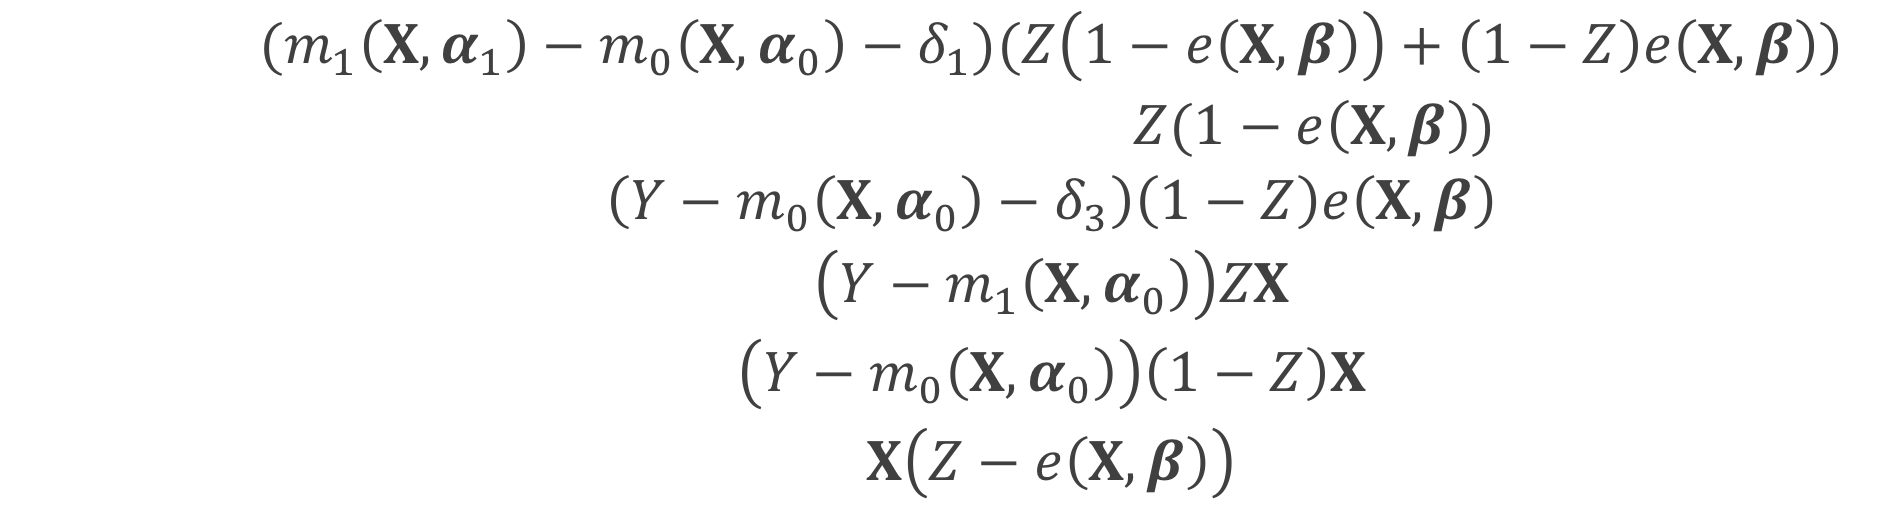 (m₁(𝐗, 𝜶₁) − m₀(𝐗, 𝜶₀) − δ₁)(Z(1 − e(𝐗, 𝜷)) + (1 − Z)e(𝐗, 𝜷))
Z(1 − e(𝐗, 𝜷))
(Y − m₀(𝐗, 𝜶₀) − δ₃)(1 − Z)e(𝐗, 𝜷)
(Y − m₁(𝐗, 𝜶₀))Z𝐗
(Y − m₀(𝐗, 𝜶₀))(1 − Z)𝐗
𝐗(Z − e(𝐗, 𝜷))